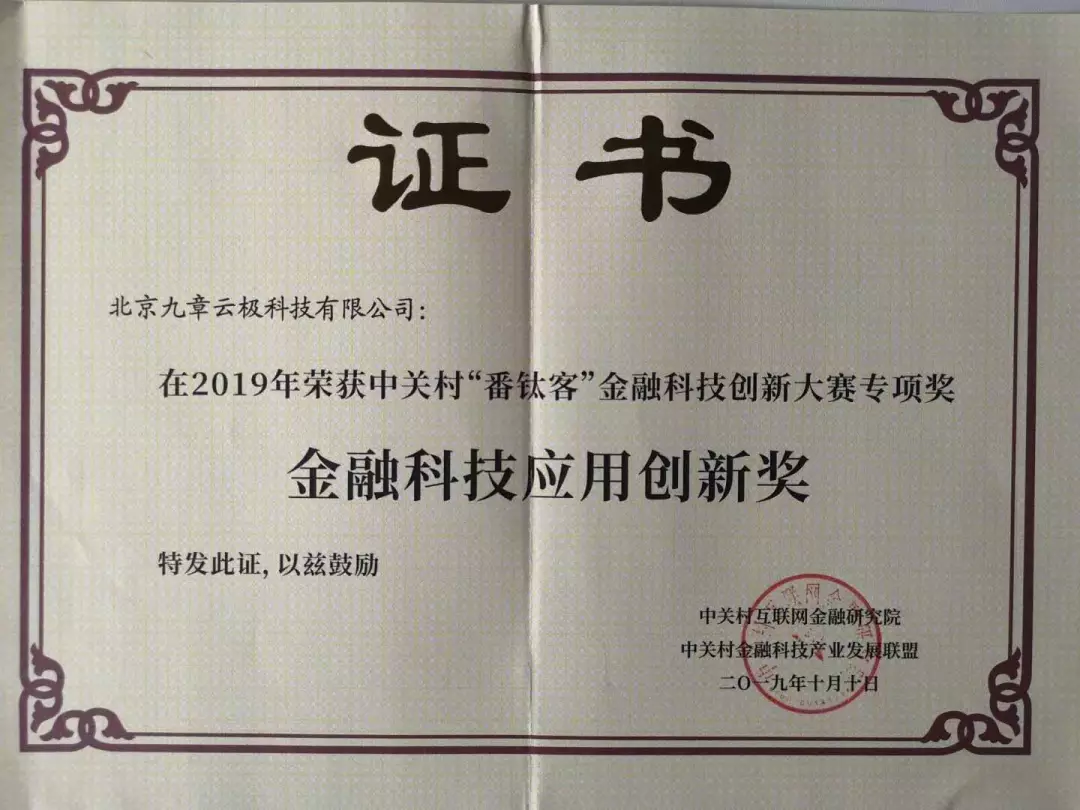 证书
北京九章云极科技有限公司：
在2019年荣获中关村“番钛客”金融科技创新大赛专项奖
金融科技应用创新奖
特发此证, 以兹鼓励
中关村互联网金融研究院
中关村金融科技产业发展联盟
二〇一九年十月十日